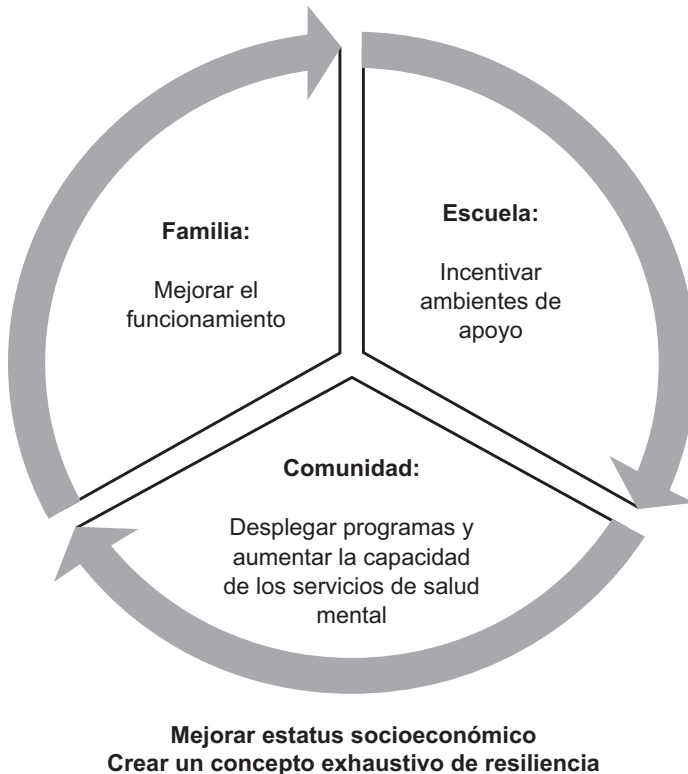 Familia:
Mejorar el
funcionamiento
Escuela:
Incentivar
ambientes de
apoyo
Comunidad:
Desplegar programas y
aumentar la capacidad
de los servicios de salud
mental
Mejorar estatus socioeconómico
Crear un concepto exhaustivo de resiliencia